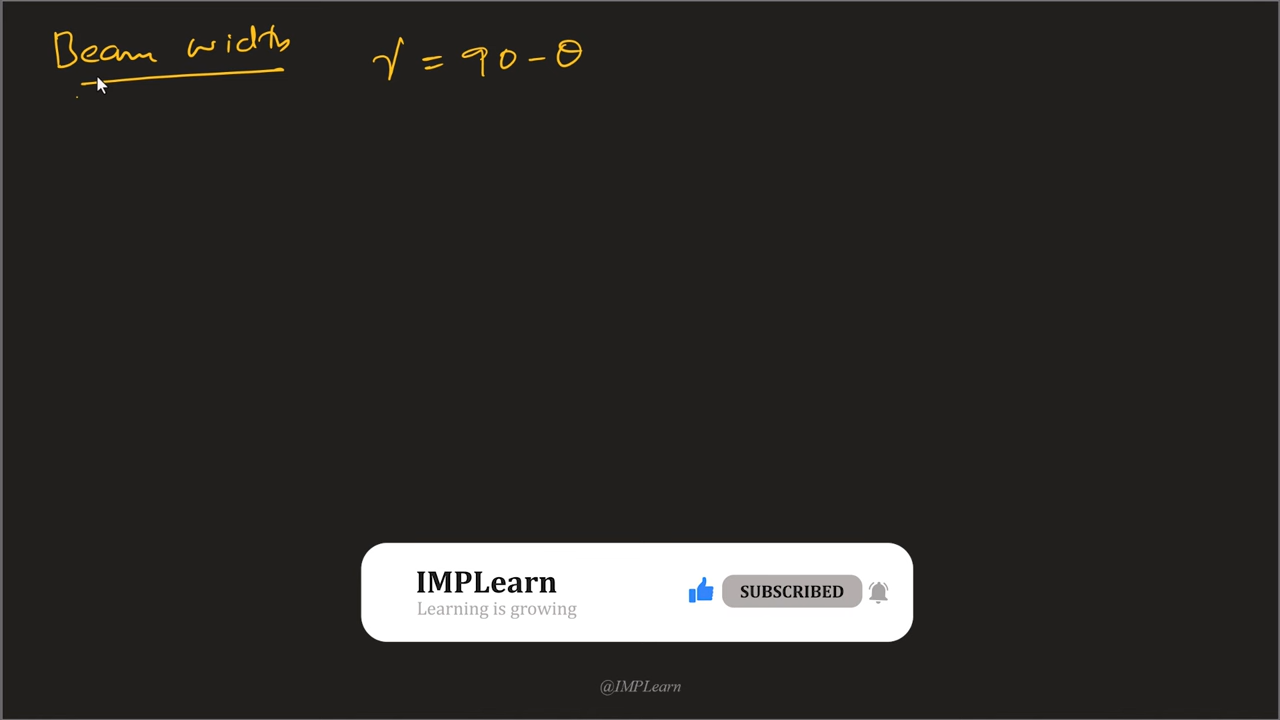 Beam width γ = 90 - θ
IMPLearn
Learning is growing
SUBSCRIBED
@IMPLearn